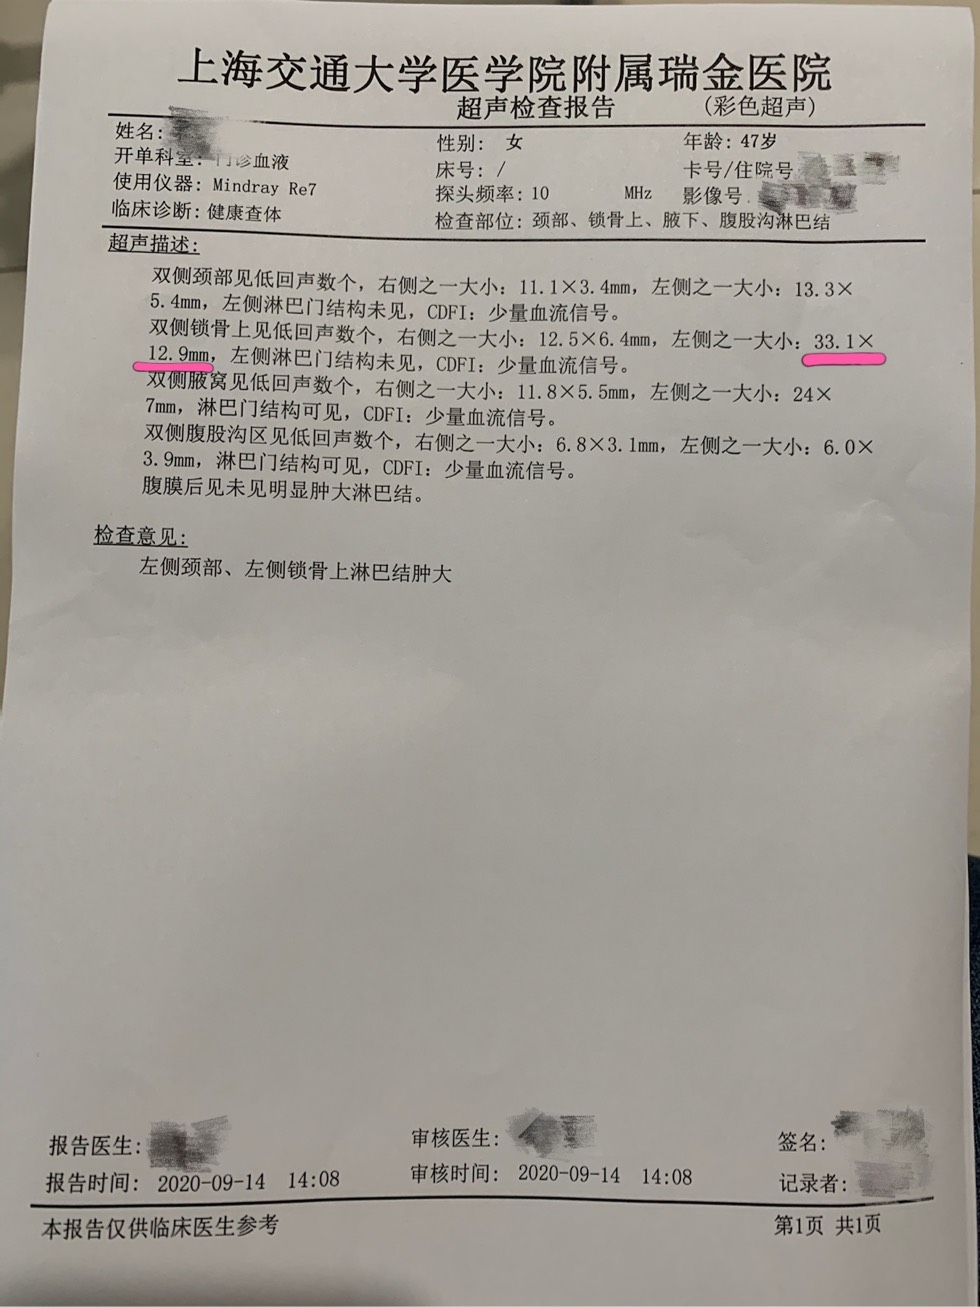 上海交通大学医学院附属瑞金医院
超声检查报告 (彩色超声)
姓名: 性别: 女 年龄: 47岁
开单科室: 门诊血液 床号: / 卡号/住院号
使用仪器: Mindray Re7 探头频率: 10 MHz 影像号
临床诊断: 健康查体 检查部位: 颈部、锁骨上、腋下、腹股沟淋巴结
超声描述:
双侧颈部见低回声数个，右侧之一大小: 11.1×3.4mm，左侧之一大小: 13.3×
5.4mm，左侧淋巴门结构未见，CDFI: 少量血流信号。
双侧锁骨上见低回声数个，右侧之一大小: 12.5×6.4mm，左侧之一大小: 33.1×
12.9mm，左侧淋巴门结构未见，CDFI: 少量血流信号。
双侧腋窝见低回声数个，右侧之一大小: 11.8×5.5mm，左侧之一大小: 24×
7mm，淋巴门结构可见，CDFI: 少量血流信号。
双侧腹股沟区见低回声数个，右侧之一大小: 6.8×3.1mm，左侧之一大小: 6.0×
3.9mm，淋巴门结构可见，CDFI: 少量血流信号。
腹膜后见未见明显肿大淋巴结。
检查意见:
左侧颈部、左侧锁骨上淋巴结肿大
报告医生: 审核医生: 签名:
报告时间: 2020-09-14 14:08 审核时间: 2020-09-14 14:08 记录者:
本报告仅供临床医生参考 第1页 共1页